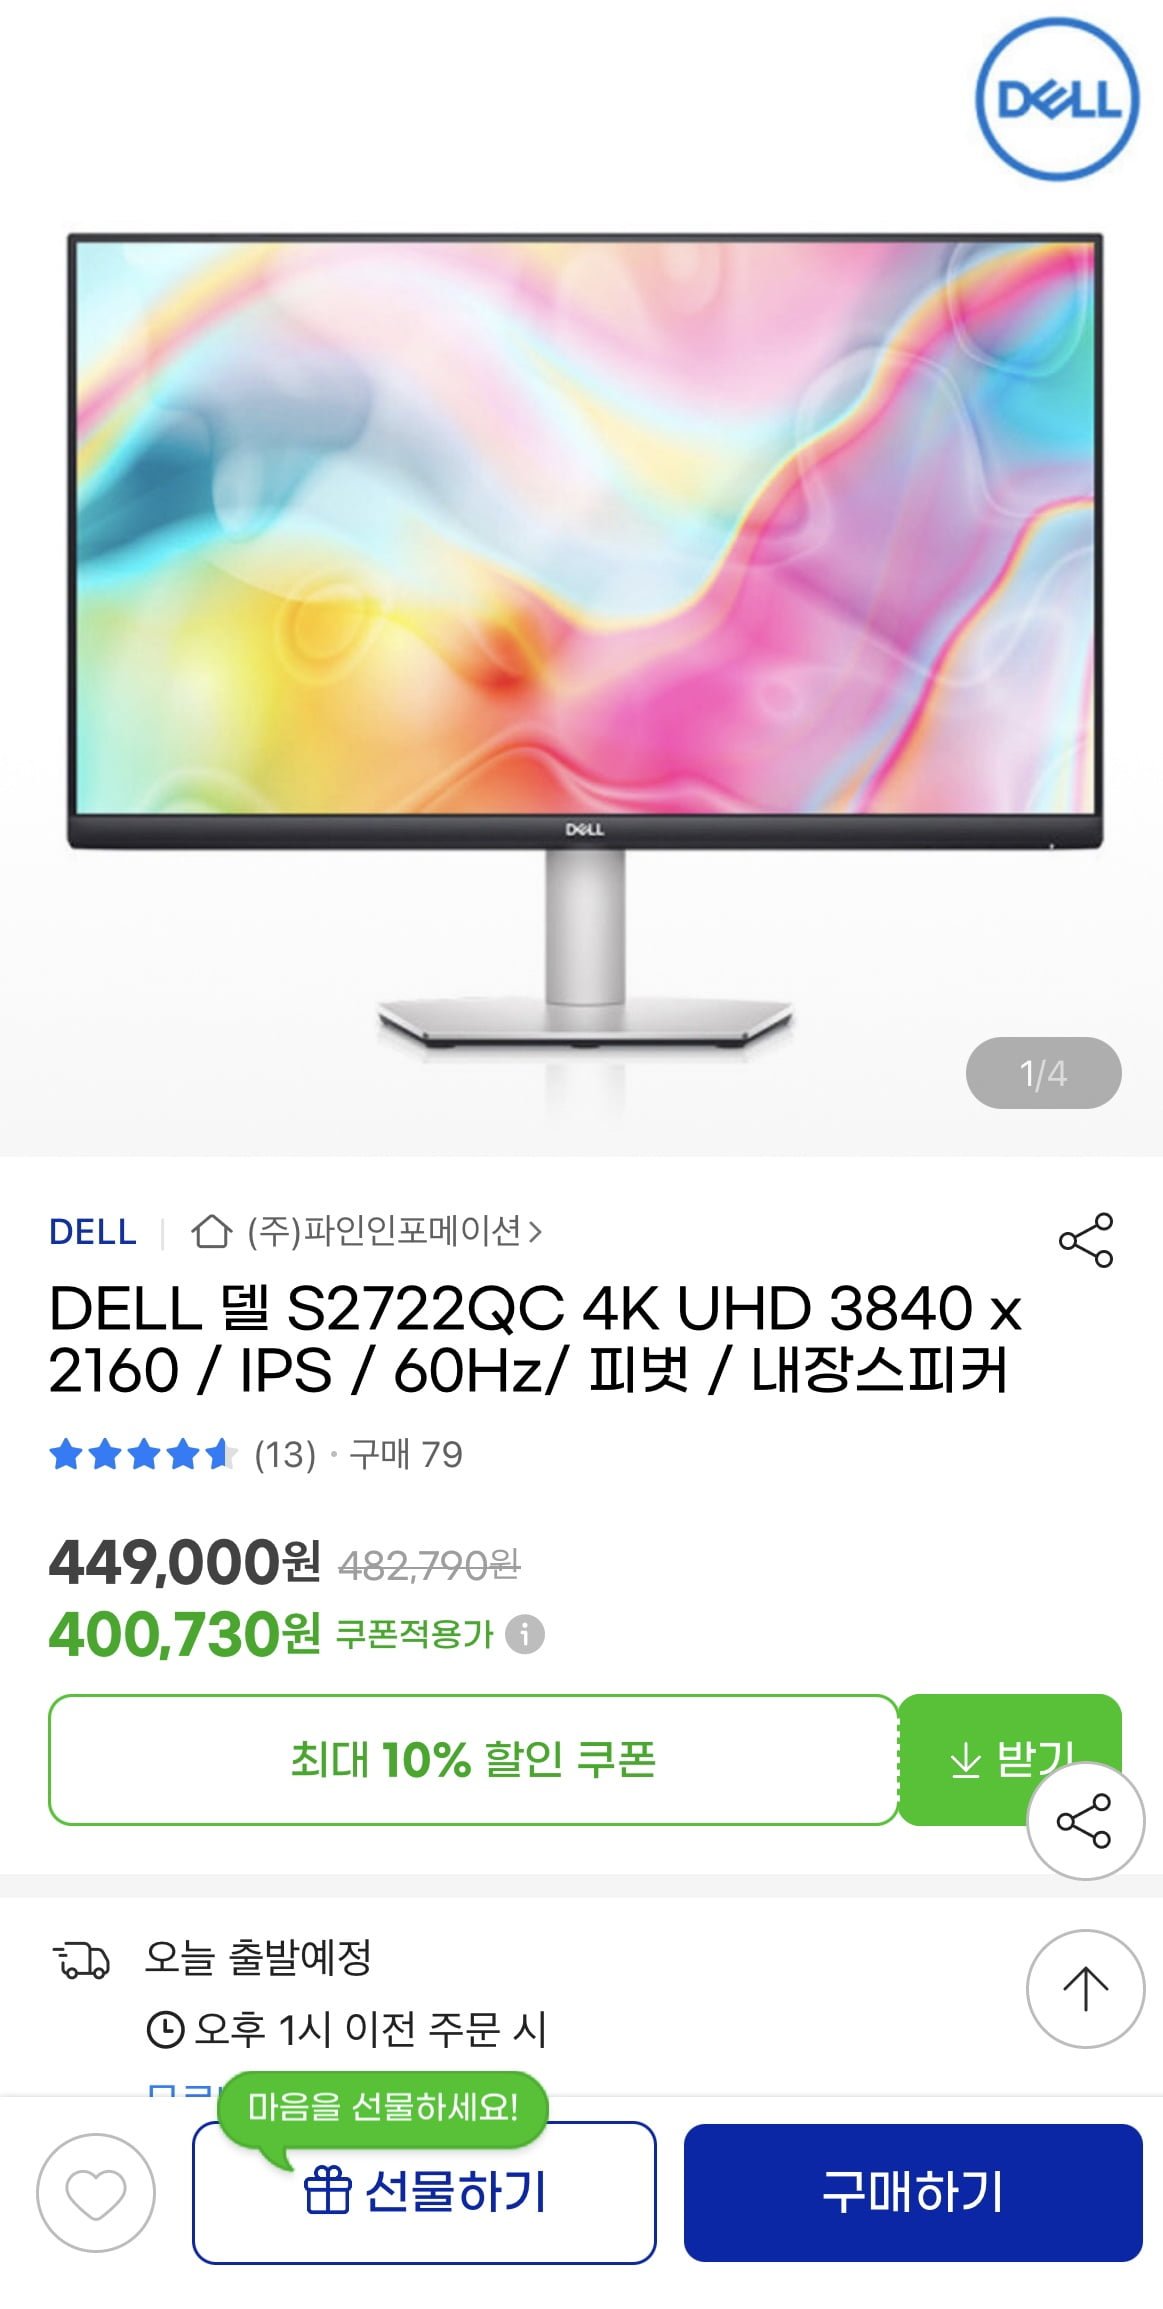 DELL
DELL
1/4
DELL
(주)파인인포메이션
DELL 델 S2722QC 4K UHD 3840 x
2160 / IPS / 60Hz/ 피벗 / 내장스피커
(13) · 구매 79
449,000원 482,790원
400,730원 쿠폰적용가
최대 10% 할인 쿠폰
받기
오늘 출발예정
오후 1시 이전 주문 시
마음을 선물하세요!
선물하기
구매하기